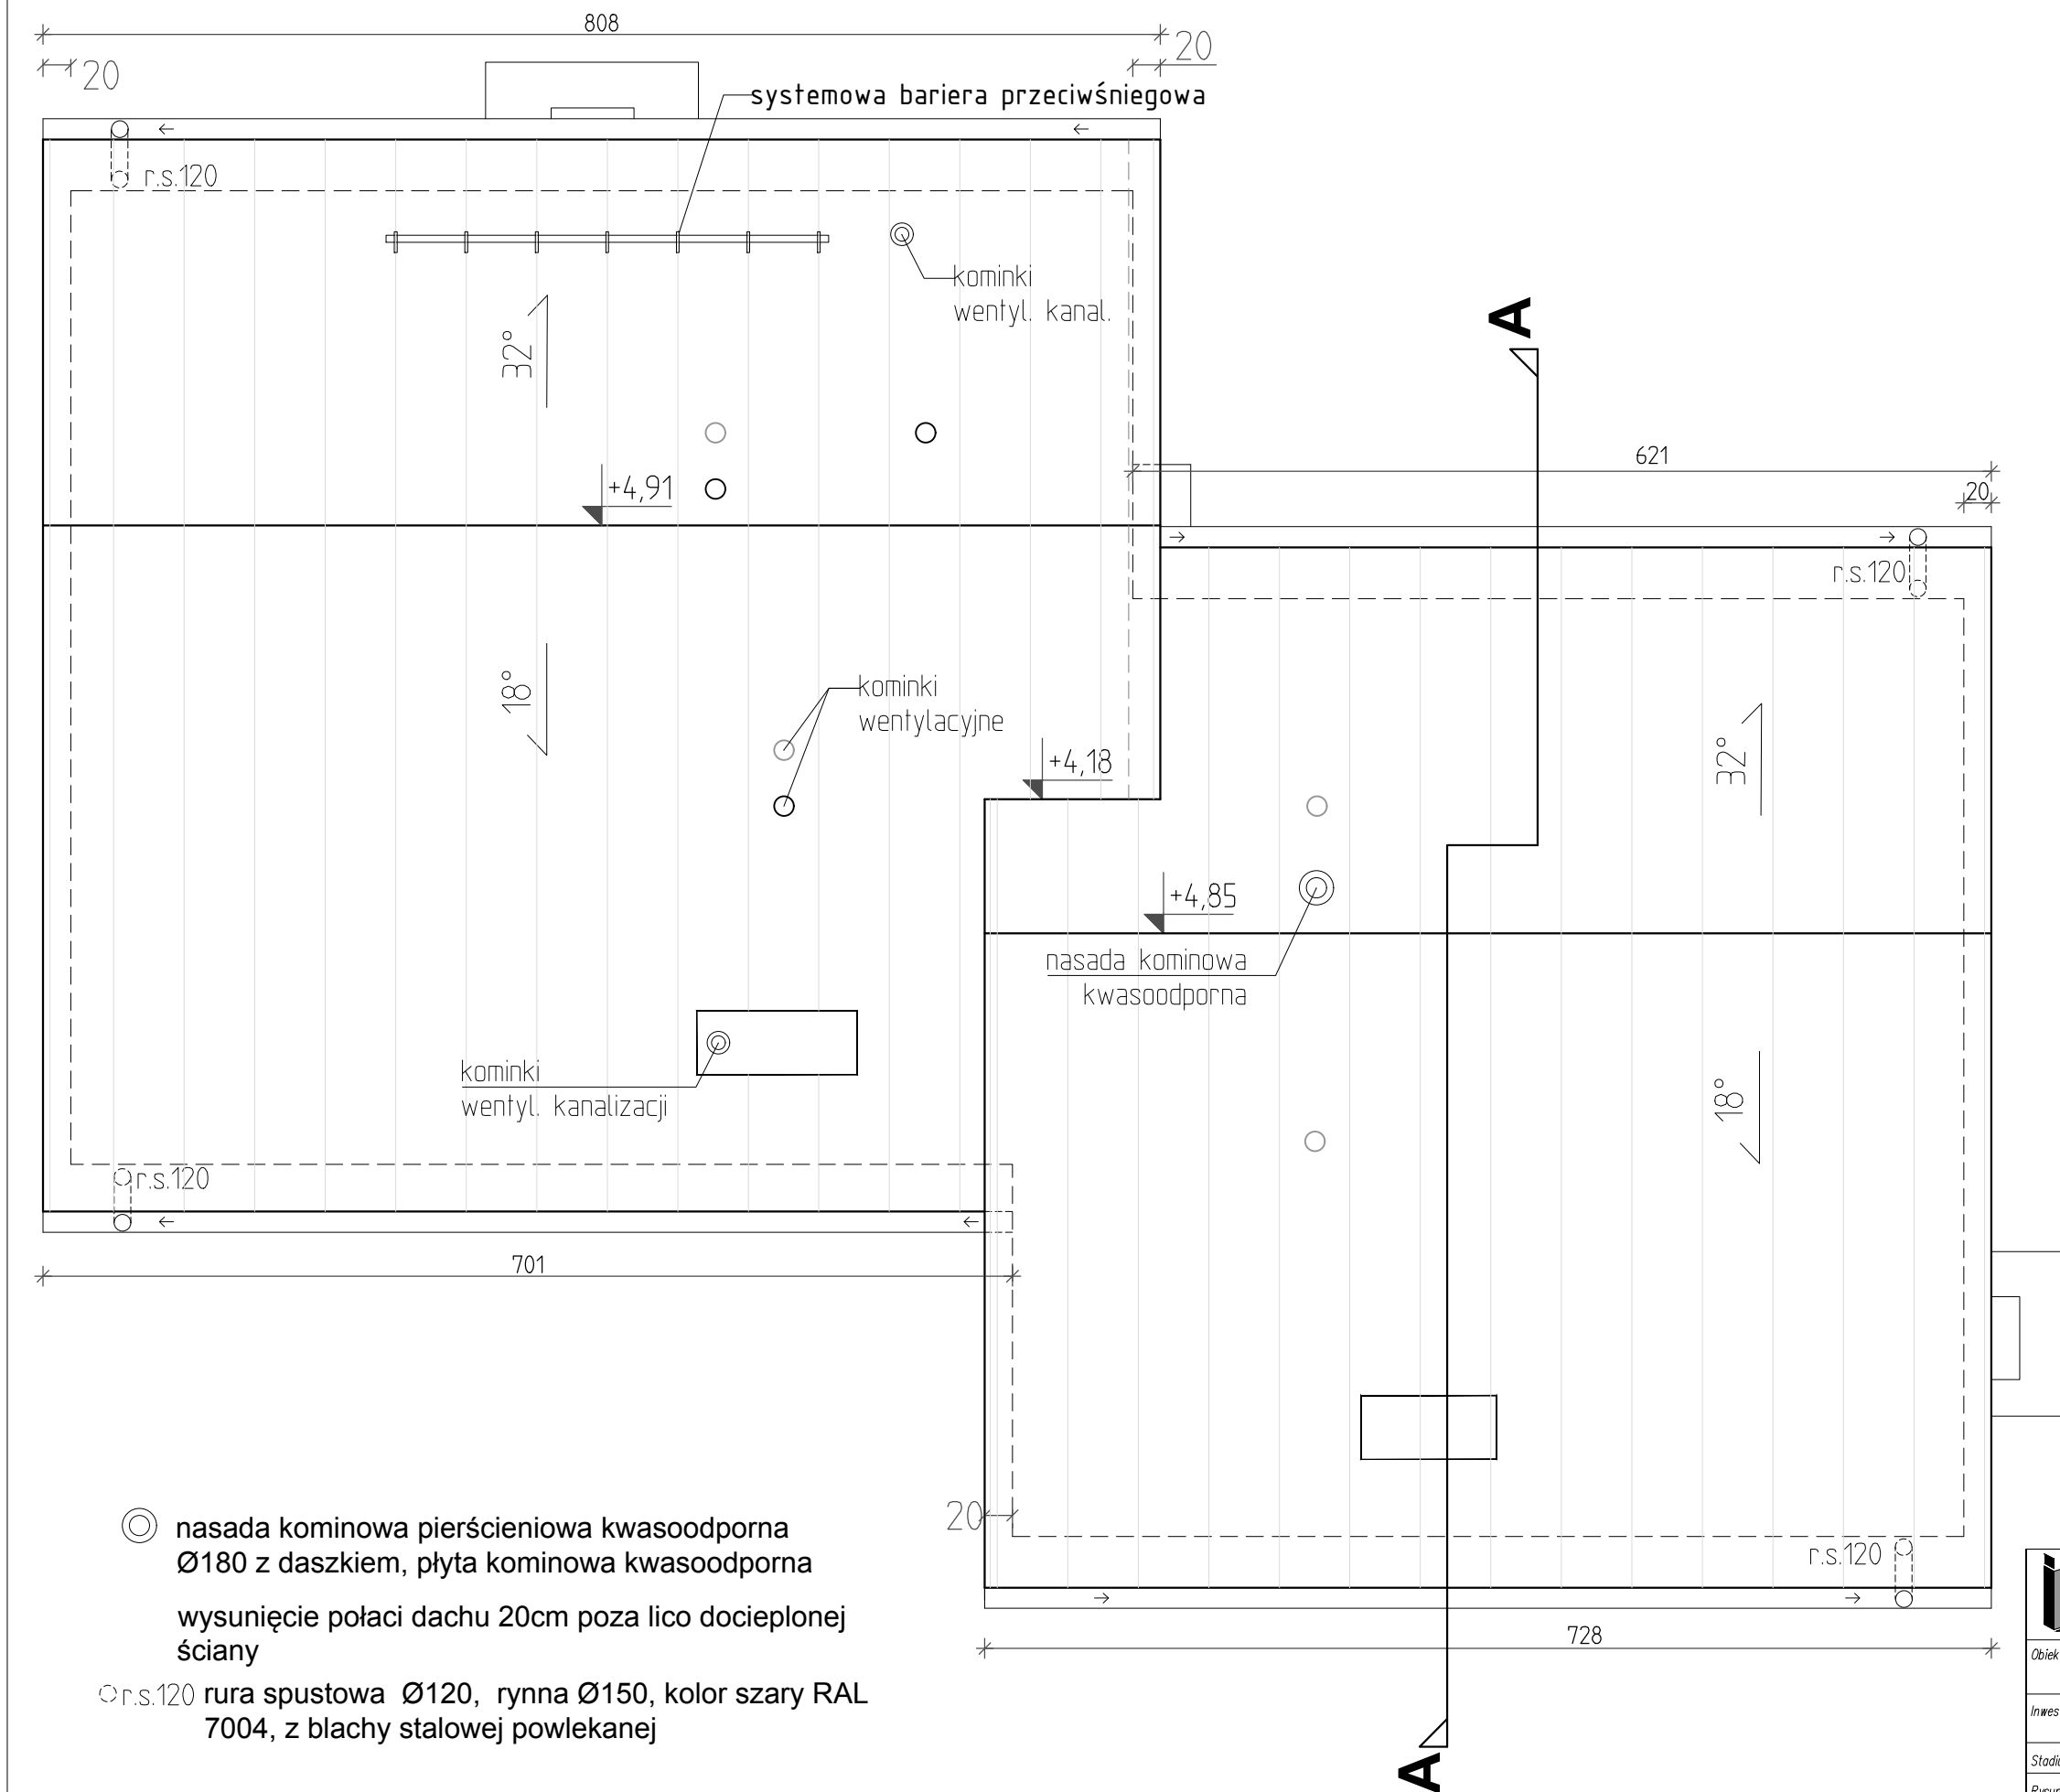 808
20
20
systemowa bariera przeciwśniegowa
r.s.120
kominki
wentyl. kanal.
32°
A
+4,91
621
20
r.s.120
18°
kominki
wentylacyjne
+4,18
32°
+4,85
nasada kominowa
kwasoodporna
kominki
wentyl. kanalizacji
18°
r.s.120
701
20
r.s.120
728
nasada kominowa pierścieniowa kwasoodporna
Ø180 z daszkiem, płyta kominowa kwasoodporna
wysunięcie połaci dachu 20cm poza lico docieplonej
ściany
r.s.120 rura spustowa Ø120, rynna Ø150, kolor szary RAL
7004, z blachy stalowej powlekanej
A
Obiek
Inwes